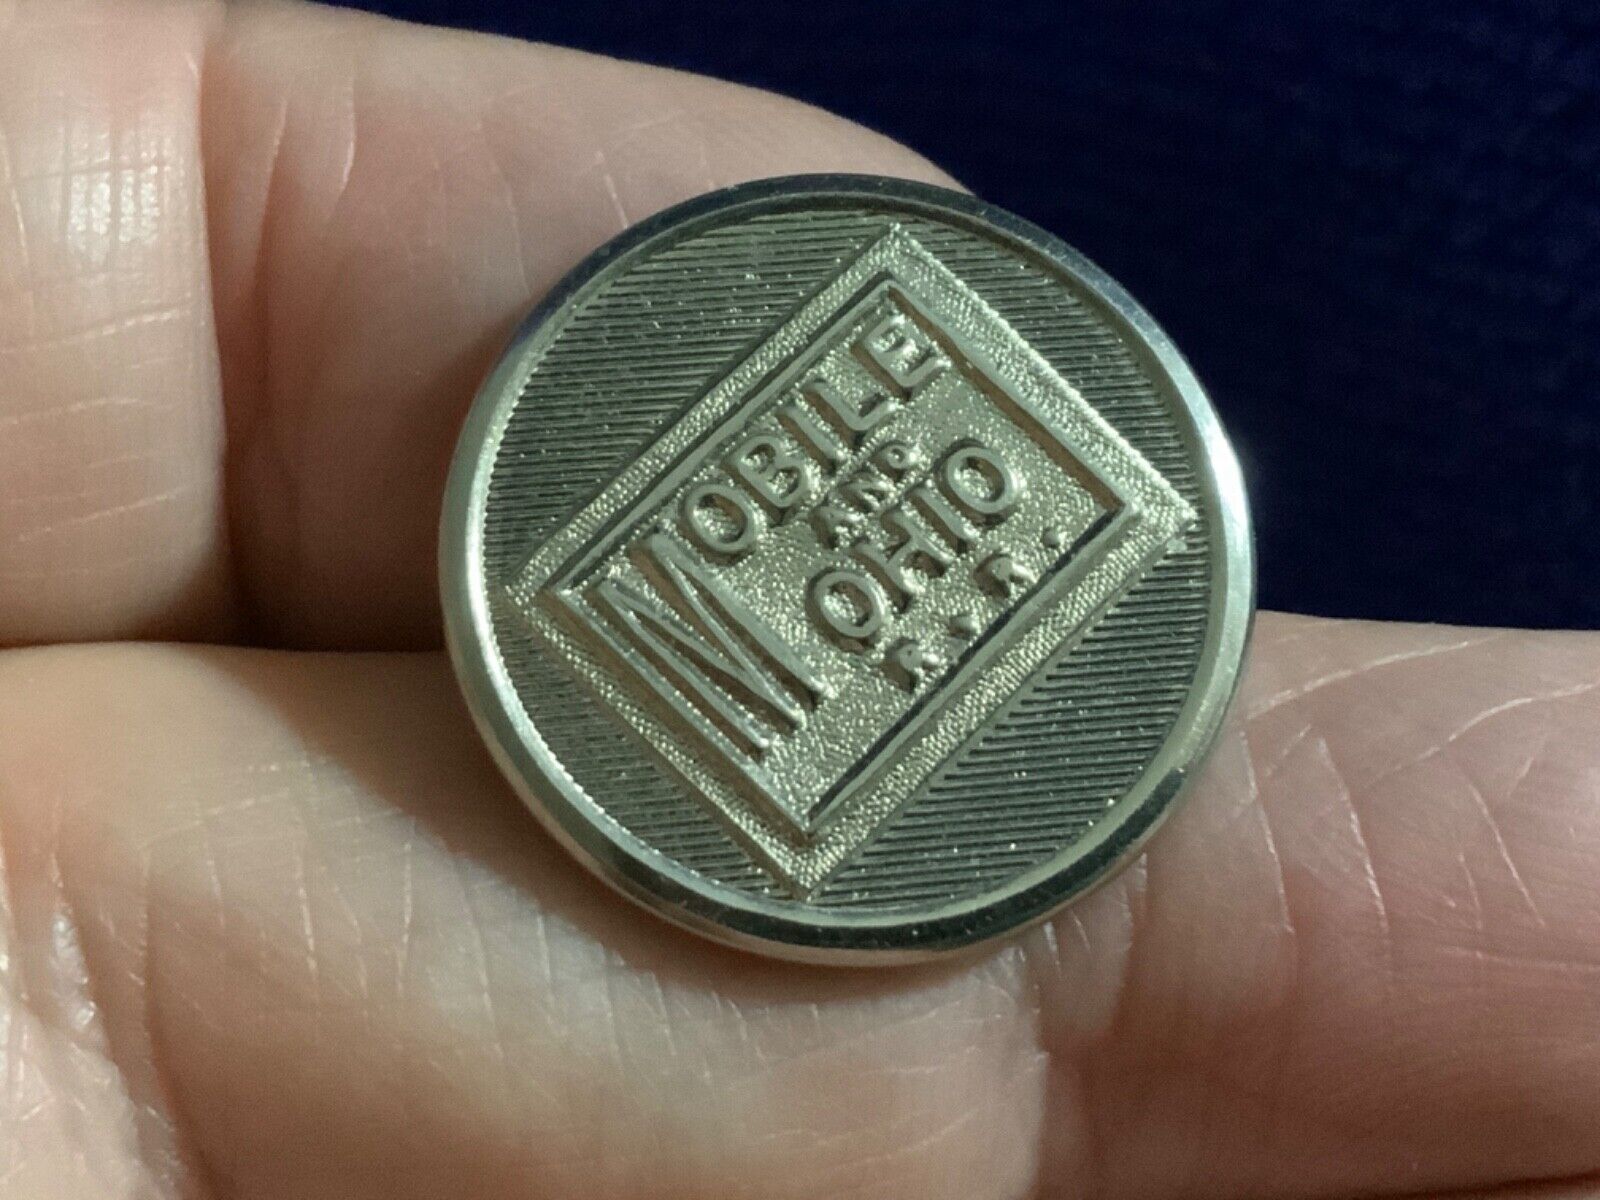 MOBILE
AND
OHIO
R. R.